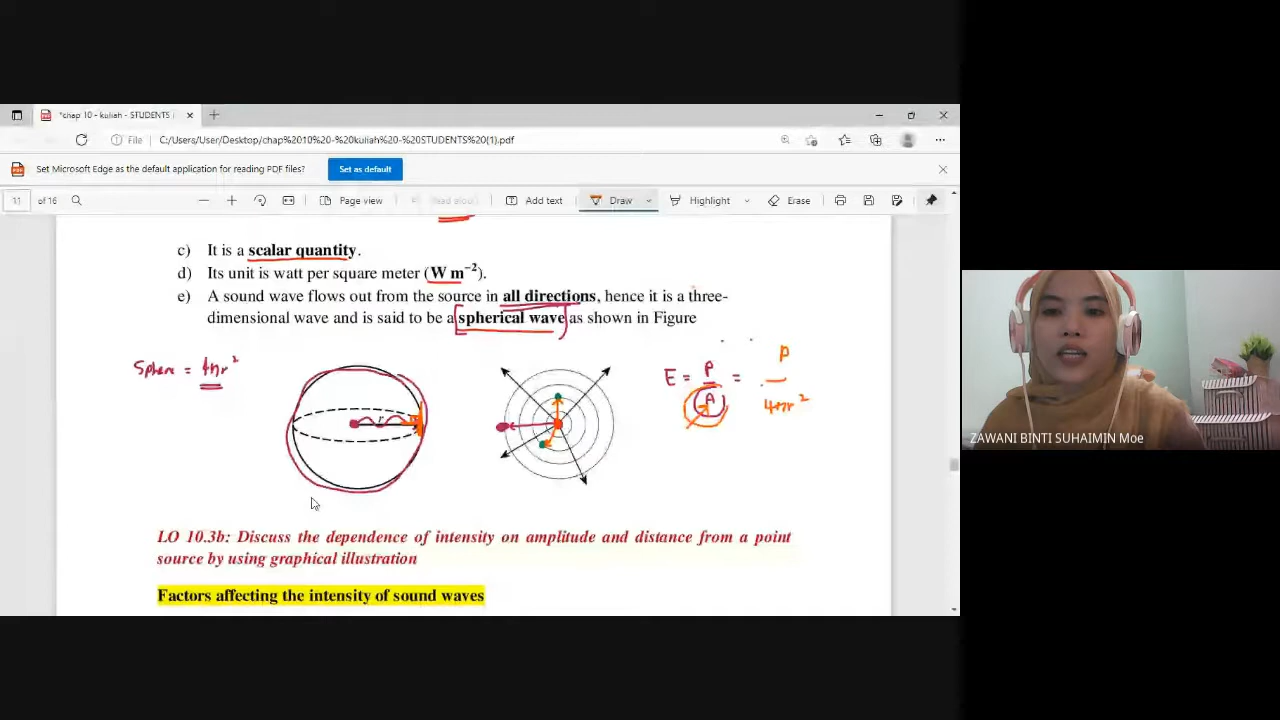 *chap 10 - kuliah - STUDENTS
File C:/Users/User/Desktop/chap%2010%20-%20kuliah%20-%20STUDENTS%20(1).pdf
Set Microsoft Edge as the default application for reading PDF files? Set as default
11 of 16 Page view Read aloud Add text Draw Highlight Erase
c) It is a scalar quantity.
d) Its unit is watt per square meter (W m⁻²).
e) A sound wave flows out from the source in all directions, hence it is a three-
dimensional wave and is said to be a spherical wave as shown in Figure
Sphere = 4πr²
r
E = P/A = P/4πr²
LO 10.3b: Discuss the dependence of intensity on amplitude and distance from a point
source by using graphical illustration
Factors affecting the intensity of sound waves
ZAWANI BINTI SUHAIMIN Moe